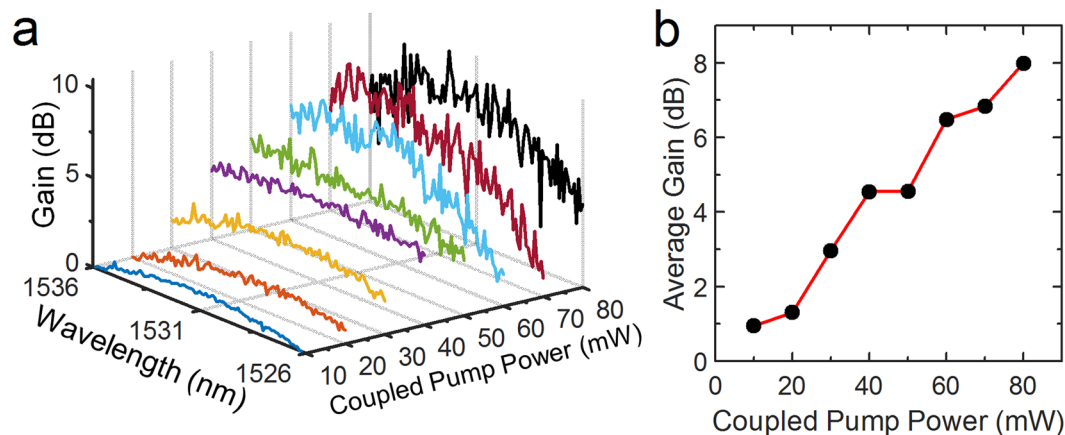 a
10
5
0
Gain (dB)
1536
1531
1526
Wavelength (nm)
10
20
30
40
50
60
70
80
Coupled Pump Power (mW)
b
8
6
4
2
0
Average Gain (dB)
0 20 40 60 80
Coupled Pump Power (mW)